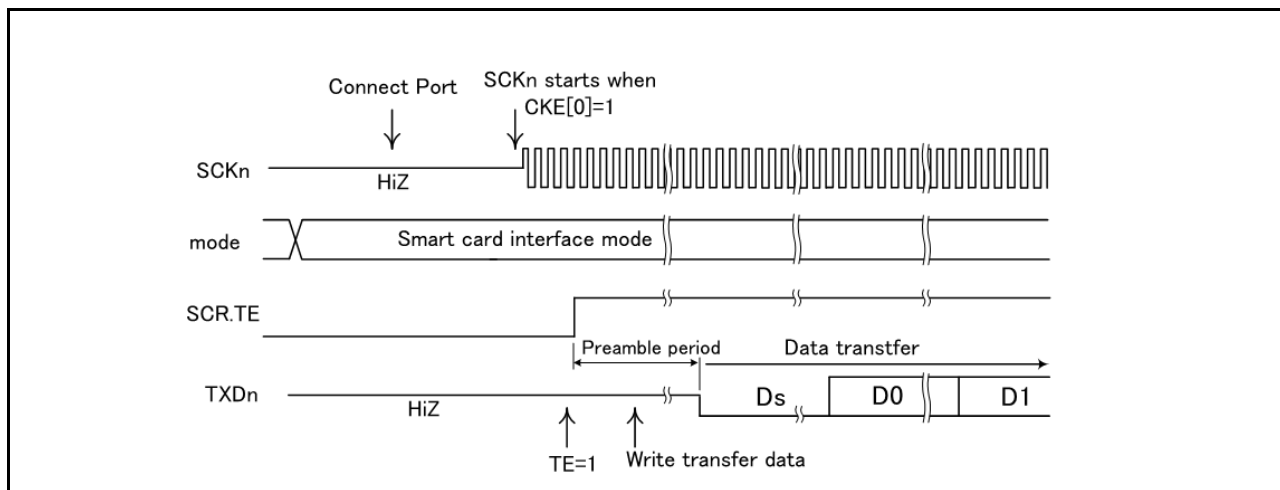 Connect Port
SCKn starts when
CKE[0]=1
SCKn
HiZ
mode
Smart card interface mode
SCR.TE
Preamble period
Data transtfer
TXDn
HiZ
Ds
D0
D1
TE=1
Write transfer data